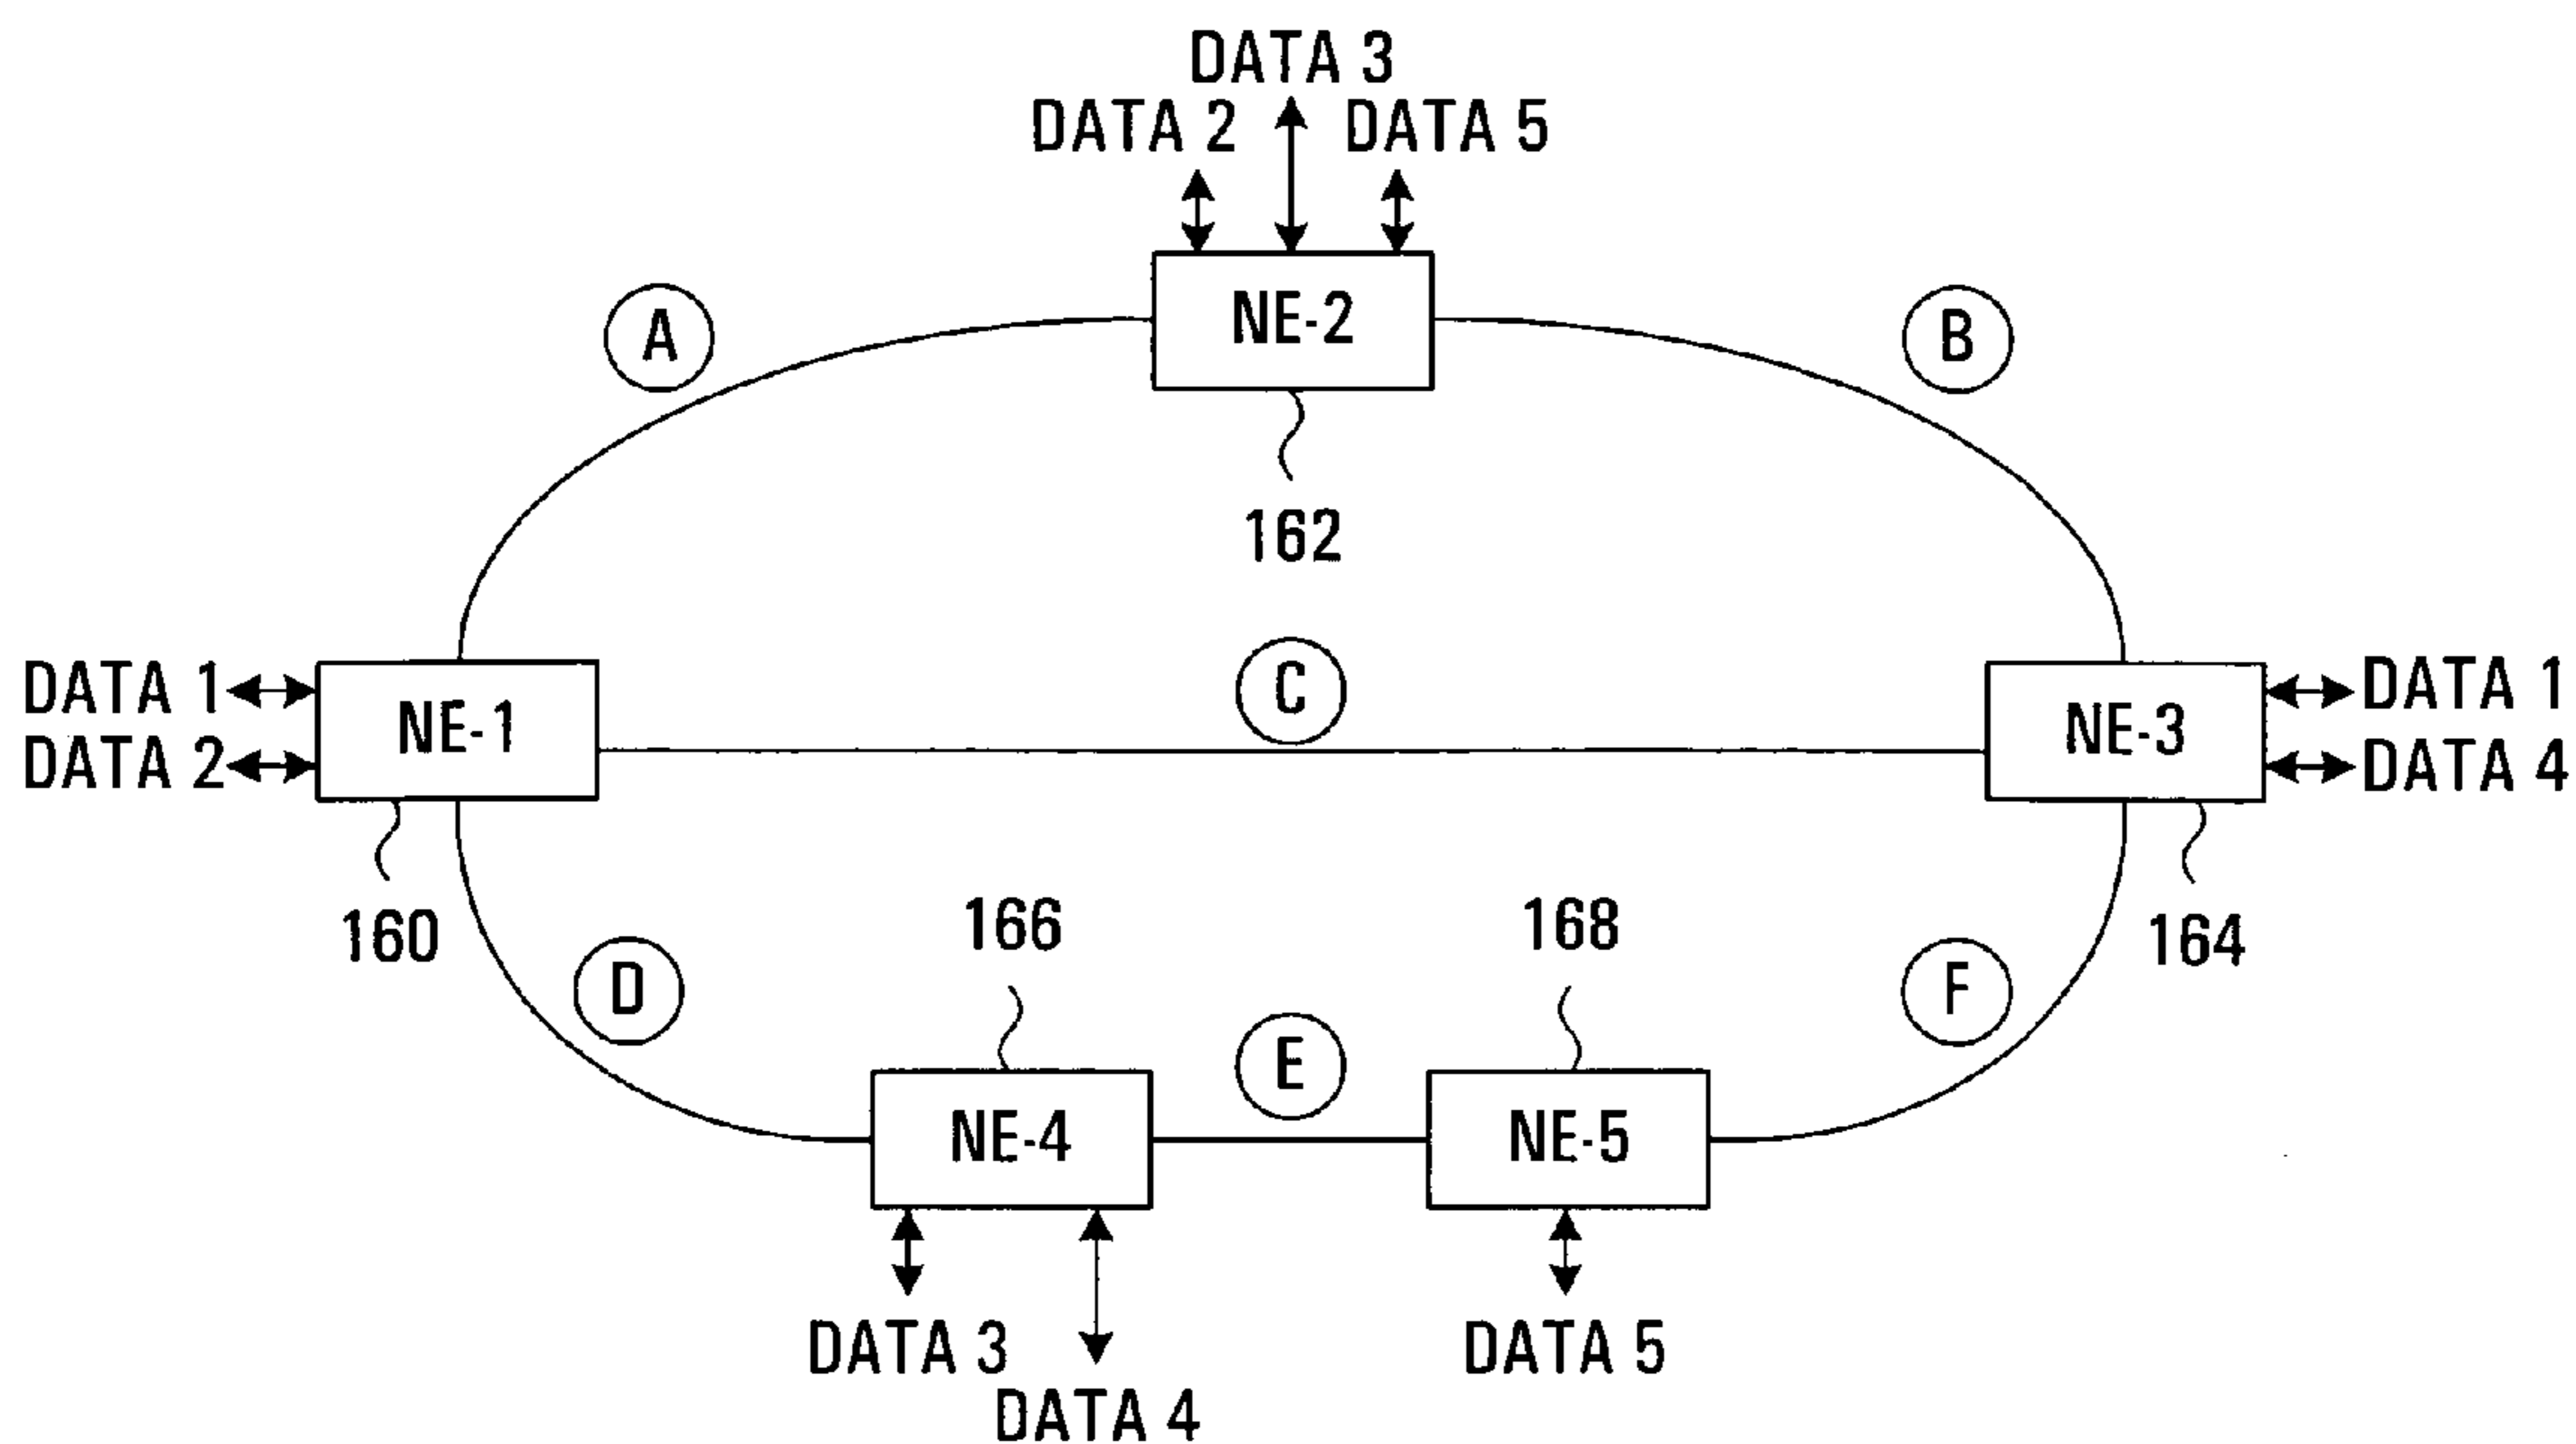 DATA 3
DATA 2
DATA 5
NE-2
A
B
162
C
DATA 1
DATA 2
NE-1
NE-3
DATA 1
DATA 4
160
166
168
164
D
E
F
NE-4
NE-5
DATA 3
DATA 5
DATA 4